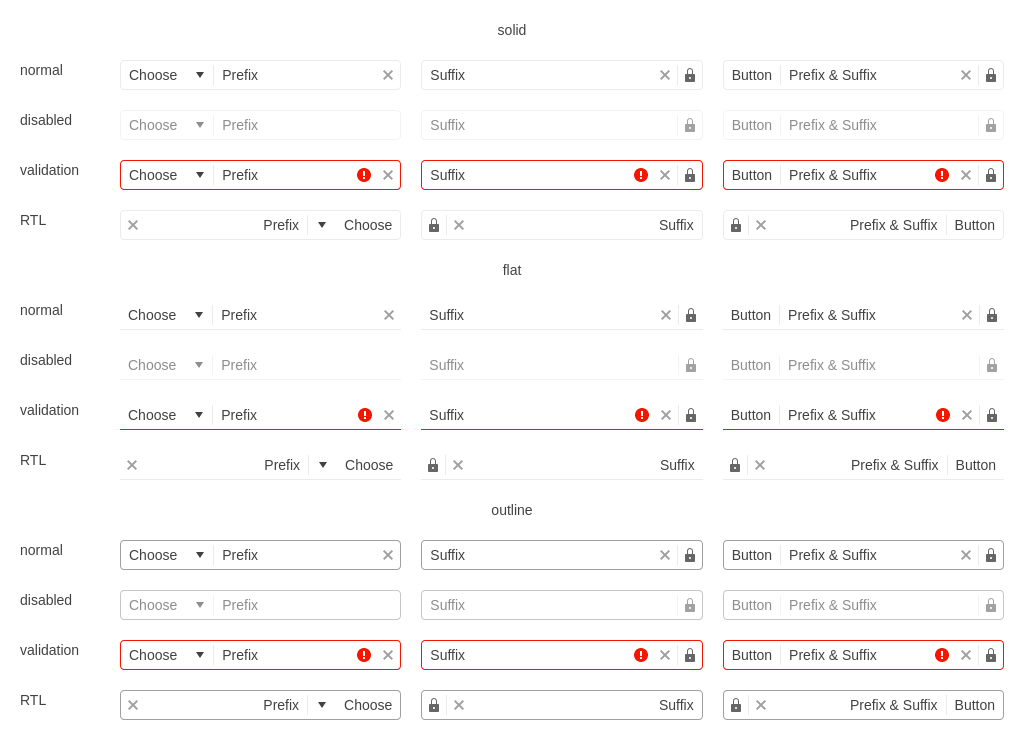 solid
normal Choose Prefix Suffix Button Prefix & Suffix
disabled Choose Prefix Suffix Button Prefix & Suffix
validation Choose Prefix Suffix Button Prefix & Suffix
RTL Prefix Choose Suffix Prefix & Suffix Button
flat
normal Choose Prefix Suffix Button Prefix & Suffix
disabled Choose Prefix Suffix Button Prefix & Suffix
validation Choose Prefix Suffix Button Prefix & Suffix
RTL Prefix Choose Suffix Prefix & Suffix Button
outline
normal Choose Prefix Suffix Button Prefix & Suffix
disabled Choose Prefix Suffix Button Prefix & Suffix
validation Choose Prefix Suffix Button Prefix & Suffix
RTL Prefix Choose Suffix Prefix & Suffix Button